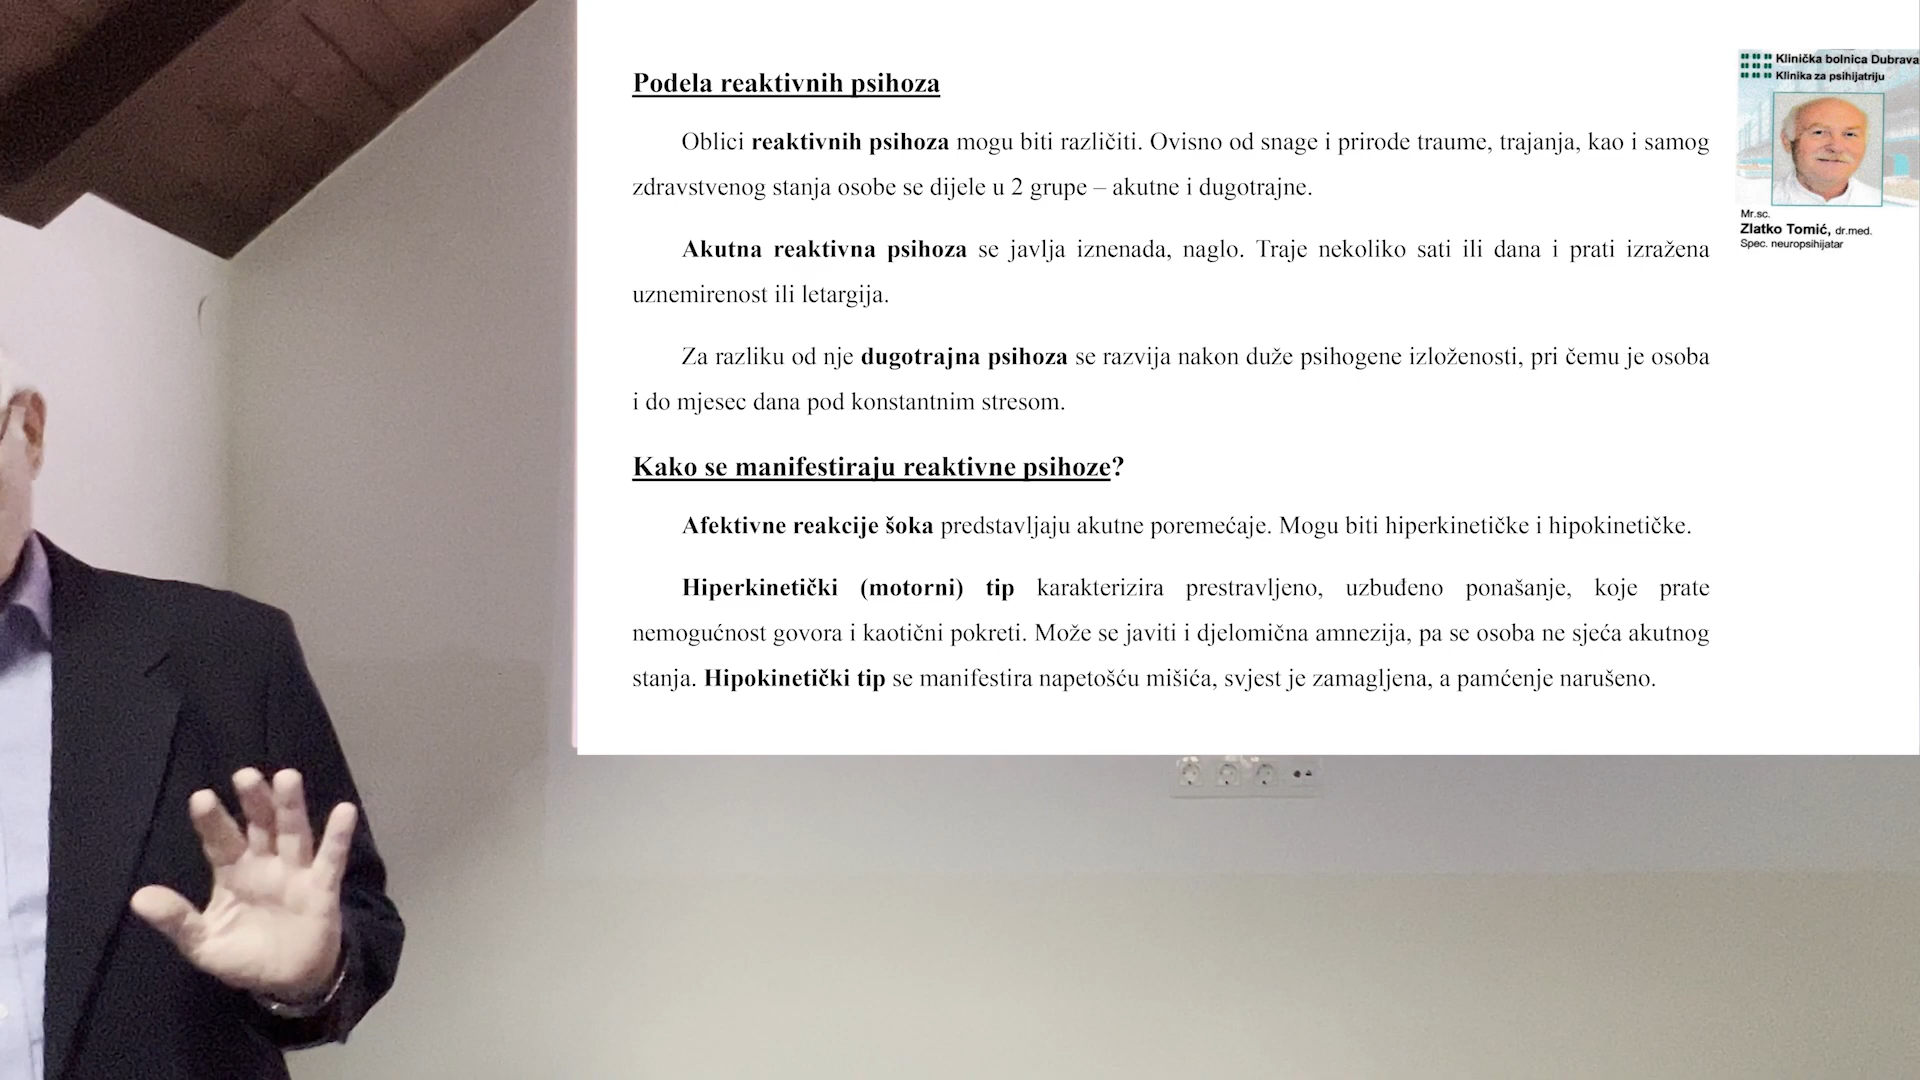 Podela reaktivnih psihoza
Oblici reaktivnih psihoza mogu biti različiti. Ovisno od snage i prirode traume, trajanja, kao i samog
zdravstvenog stanja osobe se dijele u 2 grupe – akutne i dugotrajne.
Akutna reaktivna psihoza se javlja iznenada, naglo. Traje nekoliko sati ili dana i prati izražena
uznemirenost ili letargija.
Za razliku od nje dugotrajna psihoza se razvija nakon duže psihogene izloženosti, pri čemu je osoba
i do mjesec dana pod konstantnim stresom.
Kako se manifestiraju reaktivne psihoze?
Afektivne reakcije šoka predstavljaju akutne poremećaje. Mogu biti hiperkinetičke i hipokinetičke.
Hiperkinetički (motorni) tip karakterizira prestravljeno, uzbuđeno ponašanje, koje prate
nemogućnost govora i kaotični pokreti. Može se javiti i djelomična amnezija, pa se osoba ne sjeća akutnog
stanja. Hipokinetički tip se manifestira napetošću mišića, svjest je zamagljena, a pamćenje narušeno.
Klinička bolnica Dubrava
Klinika za psihijatriju
Mr.sc.
Zlatko Tomić, dr.med.
Spec. neuropsihijatar